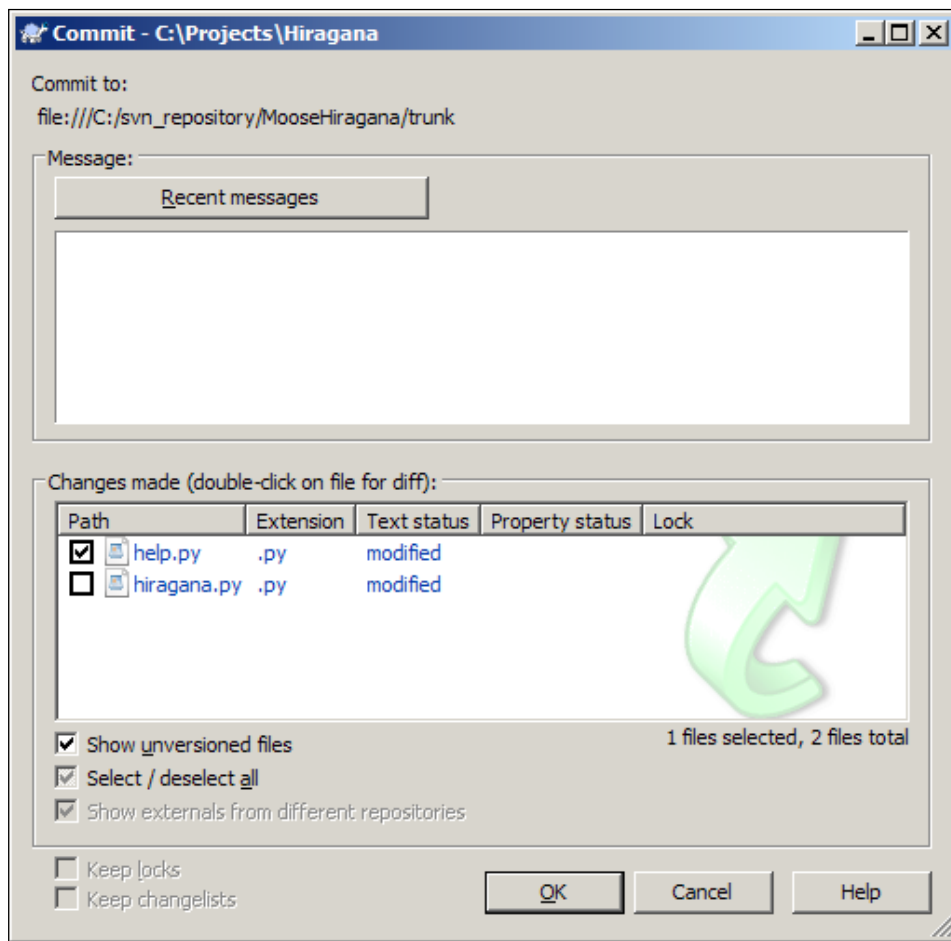 Commit - C:\Projects\Hiragana
Commit to:
file:///C:/svn_repository/MooseHiragana/trunk
Message:
Recent messages
Changes made (double-click on file for diff):
Path Extension Text status Property status Lock
help.py .py modified
hiragana.py .py modified
Show unversioned files 1 files selected, 2 files total
Select / deselect all
Show externals from different repositories
Keep locks
Keep changelists
OK Cancel Help